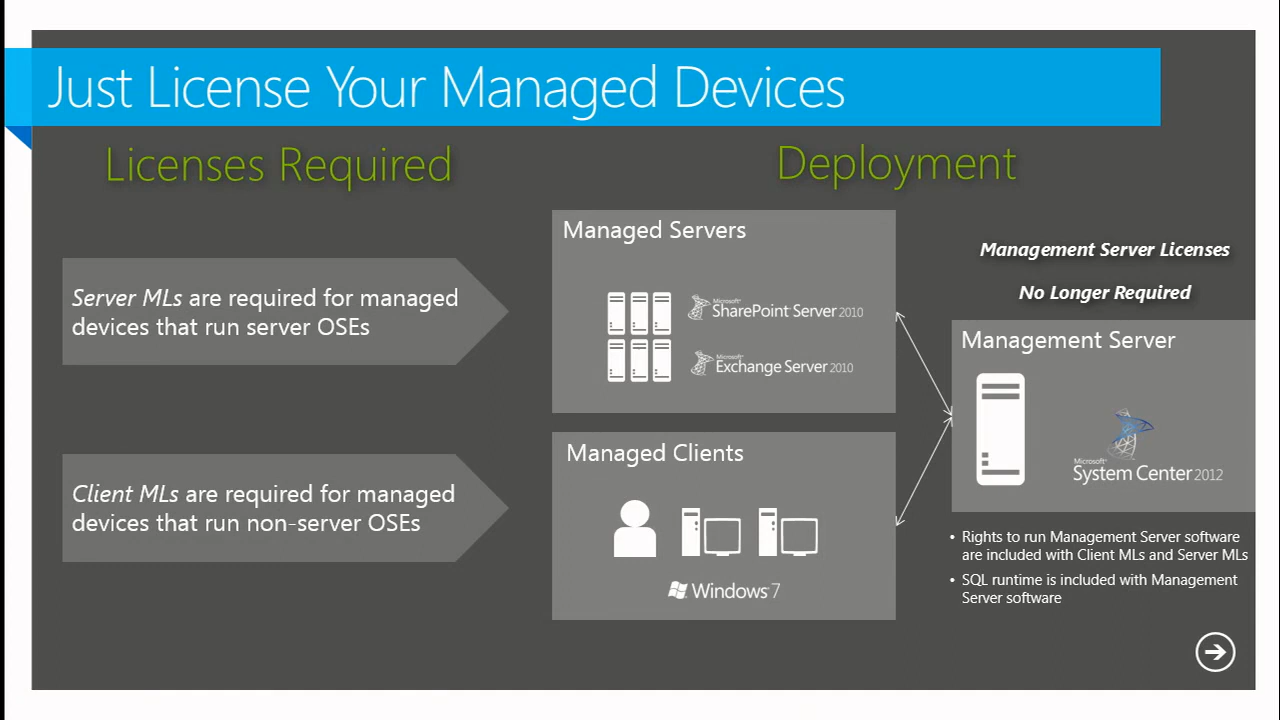 Just License Your Managed Devices
Licenses Required
Server MLs are required for managed
devices that run server OSEs
Client MLs are required for managed
devices that run non-server OSEs
Deployment
Managed Servers
Microsoft®
SharePoint Server 2010
Microsoft®
Exchange Server 2010
Managed Clients
Windows 7
Management Server Licenses
No Longer Required
Management Server
Microsoft®
System Center 2012
• Rights to run Management Server software
are included with Client MLs and Server MLs
• SQL runtime is included with Management
Server software